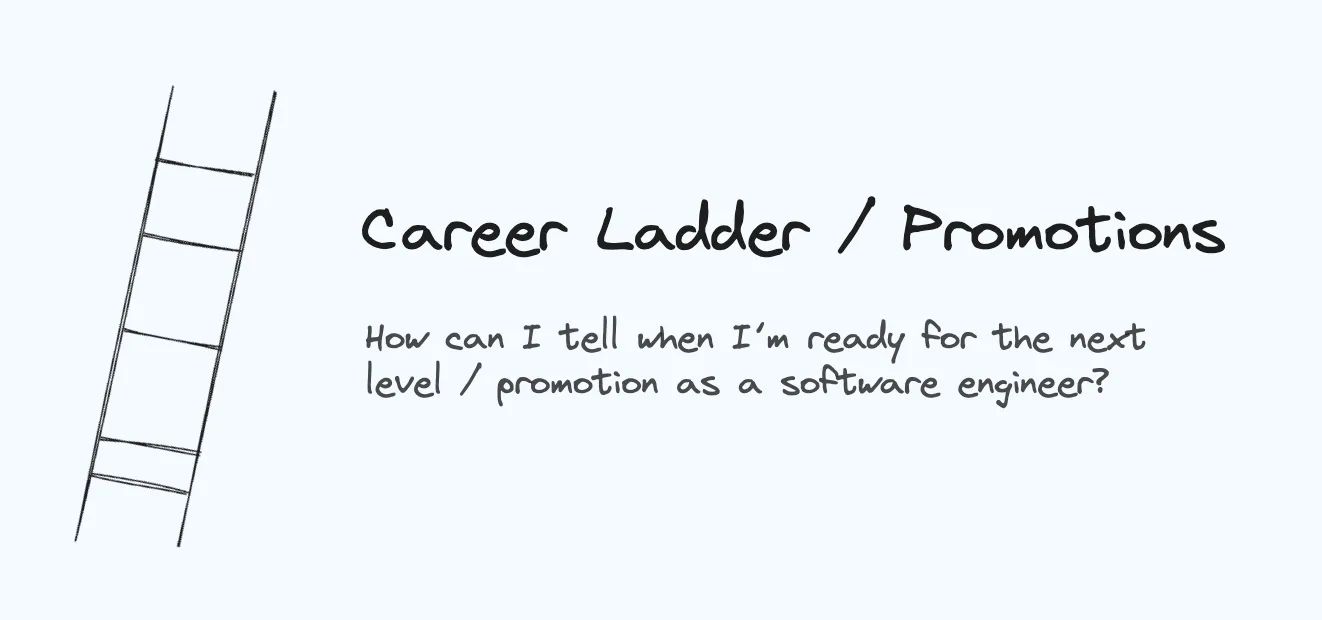 Career Ladder / Promotions
How can I tell when I'm ready for the next
level / promotion as a software engineer?